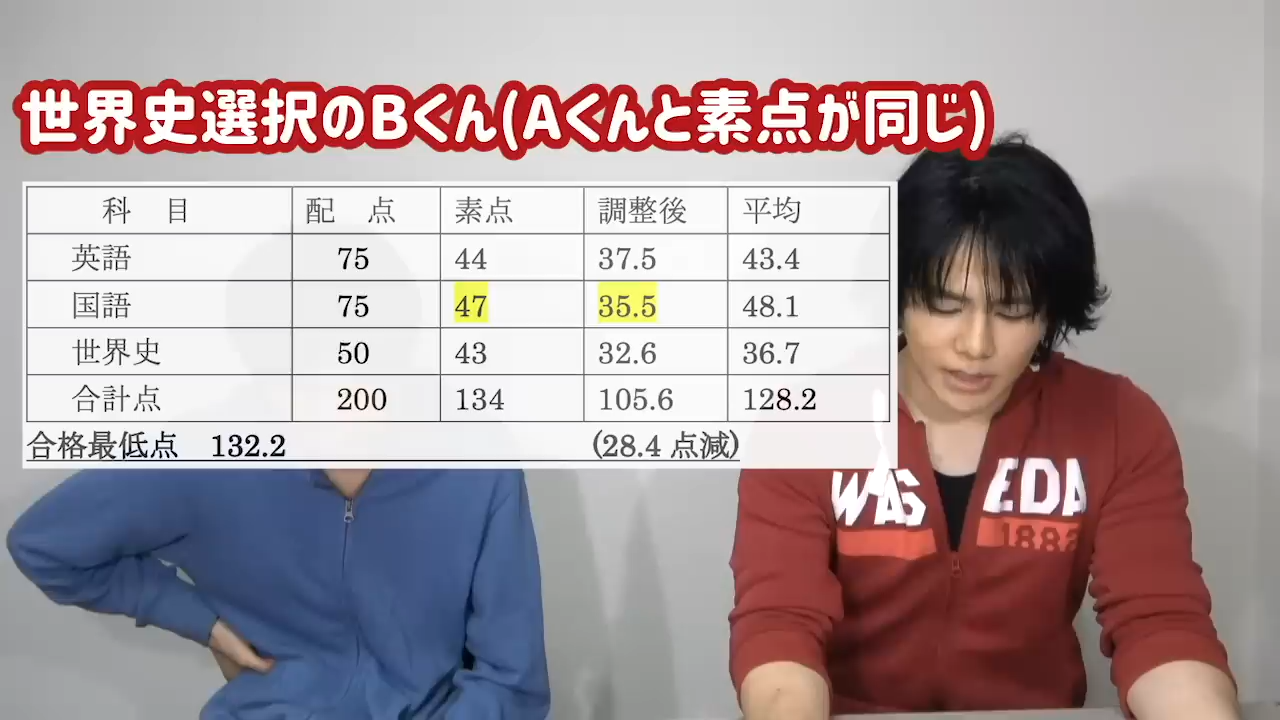 世界史選択のBくん(Aくんと素点が同じ)
科 目 配 点 素点 調整後 平均
英語 75 44 37.5 43.4
国語 75 47 35.5 48.1
世界史 50 43 32.6 36.7
合計点 200 134 105.6 128.2
合格最低点 132.2 (28.4 点減)
WAS EDA
1882